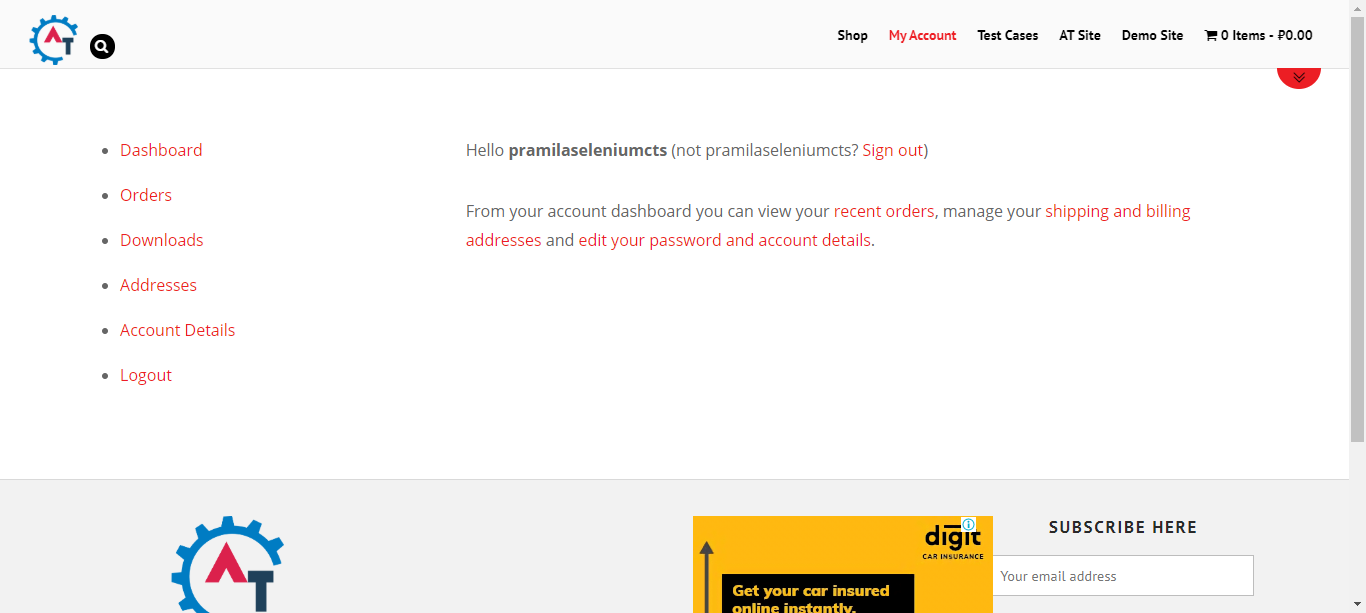 AT
Shop
My Account
Test Cases
AT Site
Demo Site
0 Items - ₽0.00
Dashboard
Orders
Downloads
Addresses
Account Details
Logout
Hello pramilaseleniumcts (not pramilaseleniumcts? Sign out)
From your account dashboard you can view your recent orders, manage your shipping and billing
addresses and edit your password and account details.
AT
digit
CAR INSURANCE
Get your car insured
online instantly.
SUBSCRIBE HERE
Your email address